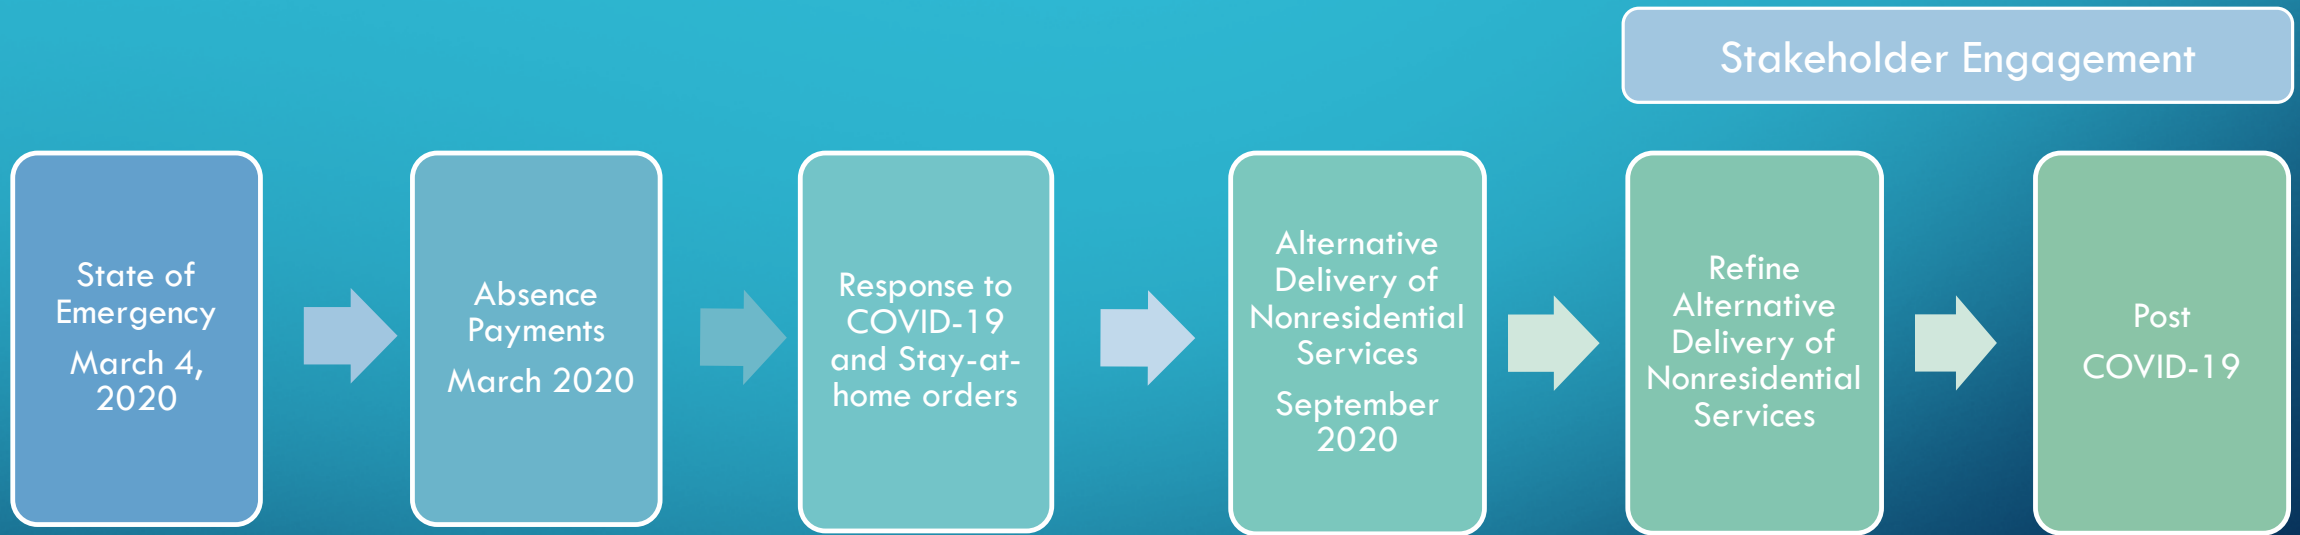 Stakeholder Engagement
State of
Emergency
March 4,
2020
Absence
Payments
March 2020
Response to
COVID-19
and Stay-at-
home orders
Alternative
Delivery of
Nonresidential
Services
September
2020
Refine
Alternative
Delivery of
Nonresidential
Services
Post
COVID-19